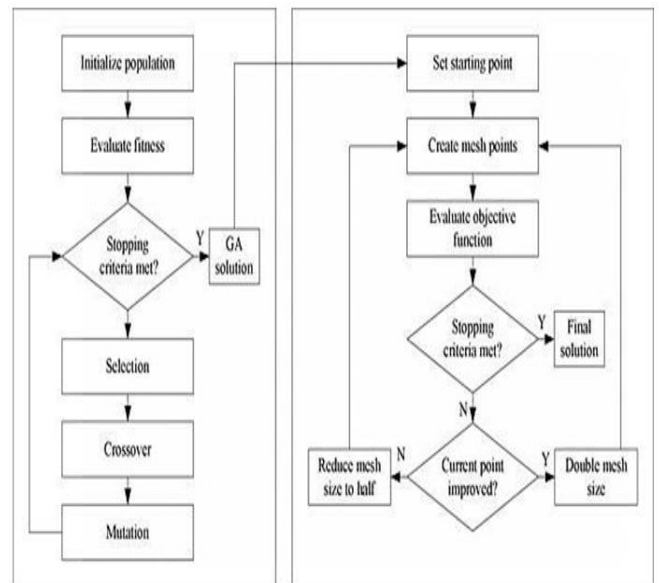 Initialize population
Evaluate fitness
Stopping
criteria met?
Y
GA
solution
Selection
Crossover
Mutation
Set starting point
Create mesh points
Evaluate objective
function
Stopping
criteria met?
Y
Final
solution
N
Reduce mesh
size to half
N
Current point
improved?
Y
Double mesh
size